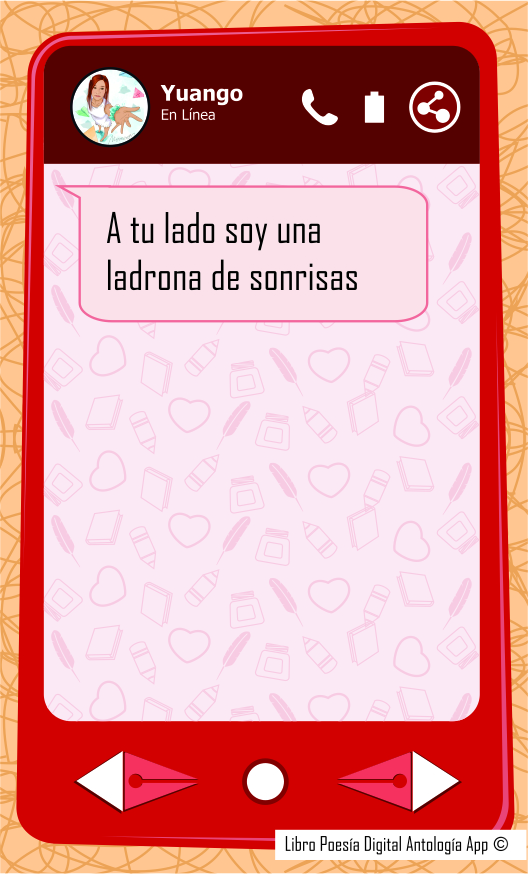 Yuango
En Línea
A tu lado soy una
ladrona de sonrisas
Libro Poesía Digital Antología App ©